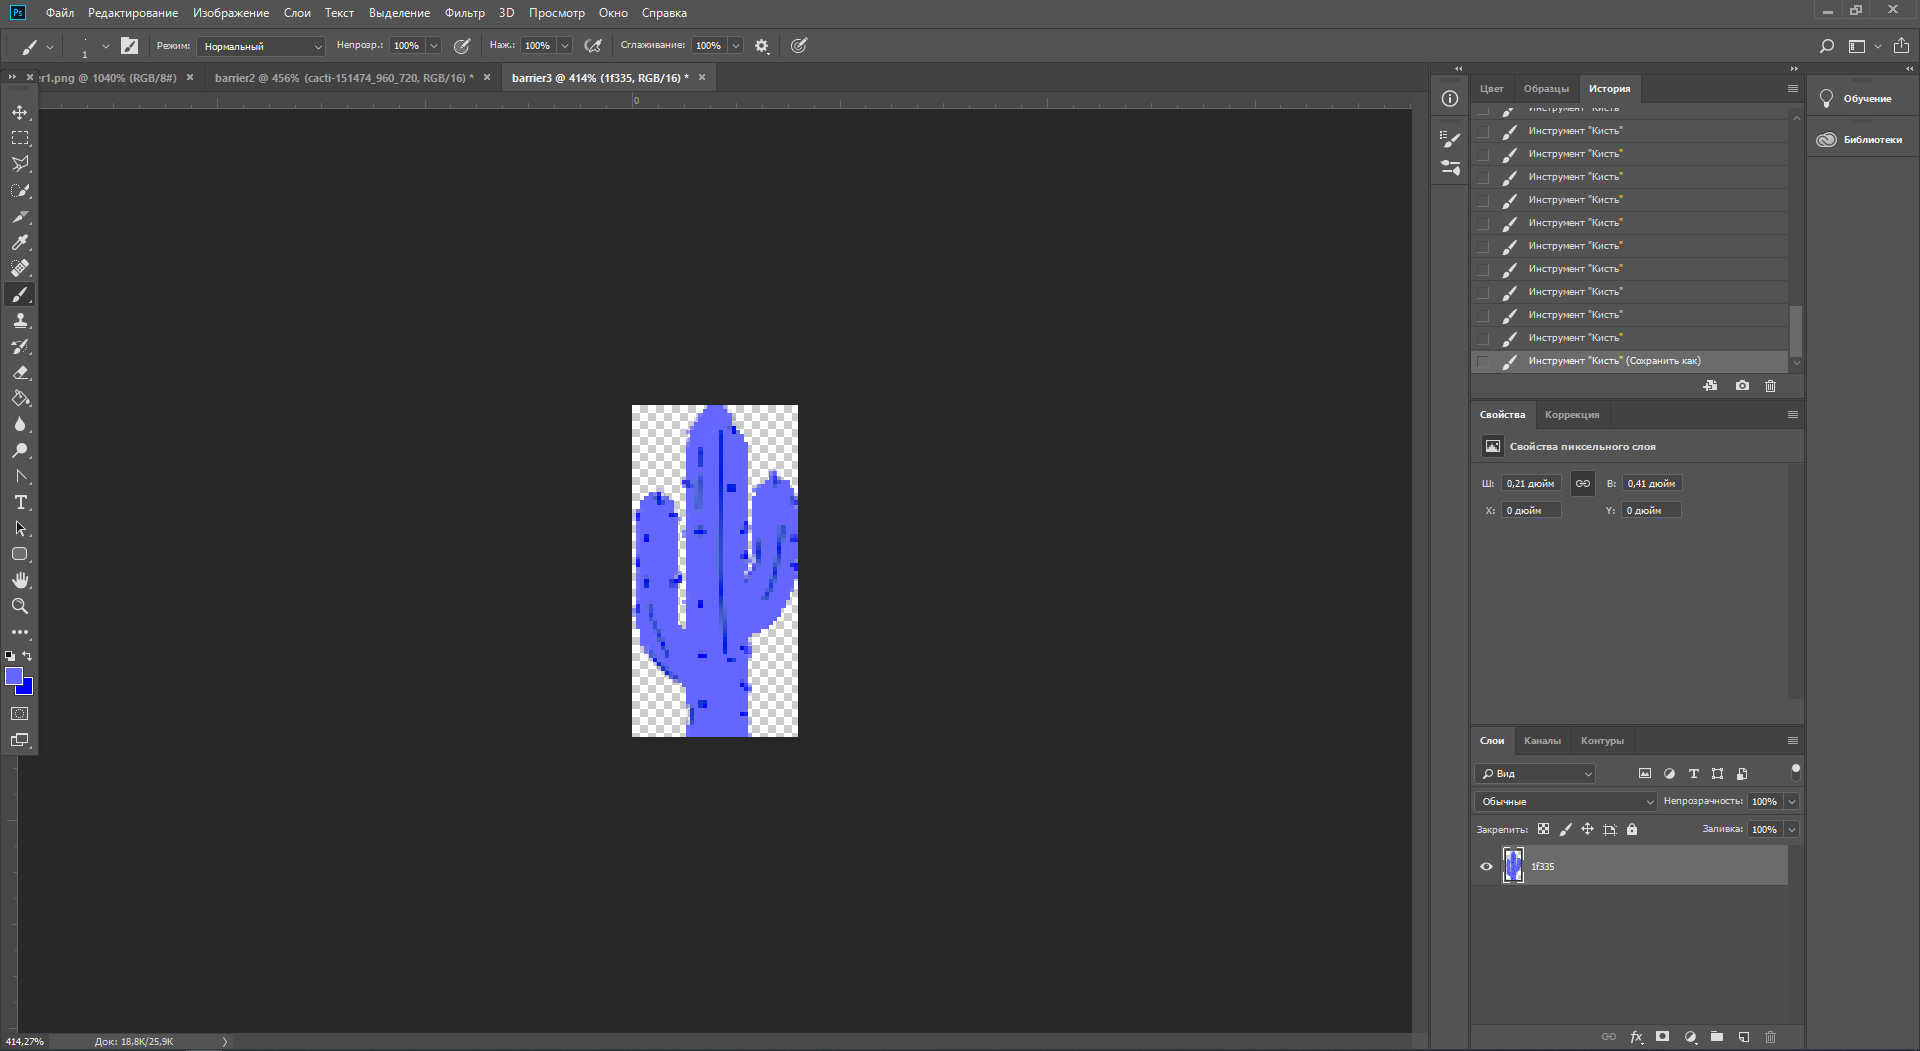 Ps
Файл Редактирование Изображение Слои Текст Выделение Фильтр 3D Просмотр Окно Справка
1 Режим: Нормальный Непрозр.: 100% Наж.: 100% Сглаживание: 100%
er1.png @ 1040% (RGB/8#) barrier2 @ 456% (cacti-151474_960_720, RGB/16) * barrier3 @ 414% (1f335, RGB/16) *
0
Цвет Образцы История
Инструмент "Кисть"
Инструмент "Кисть"
Инструмент "Кисть"
Инструмент "Кисть"
Инструмент "Кисть"
Инструмент "Кисть"
Инструмент "Кисть"
Инструмент "Кисть"
Инструмент "Кисть"
Инструмент "Кисть"
Инструмент "Кисть"
Инструмент "Кисть" (Сохранить как)
Обучение
Библиотеки
Свойства Коррекция
Свойства пиксельного слоя
Ш: 0,21 дюйм В: 0,41 дюйм
X: 0 дюйм Y: 0 дюйм
Слои Каналы Контуры
Вид
Обычные Непрозрачность: 100%
Закрепить: Заливка: 100%
1f335
fx
414,27% Док: 18,8K/25,9K